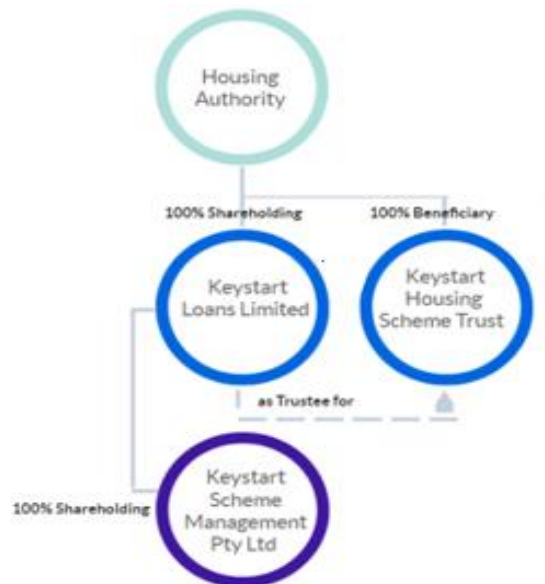 Housing
Authority
100% Shareholding
100% Beneficiary
Keystart
Loans Limited
Keystart
Housing
Scheme Trust
as Trustee for
Keystart
Scheme
Management
Pty Ltd
100% Shareholding